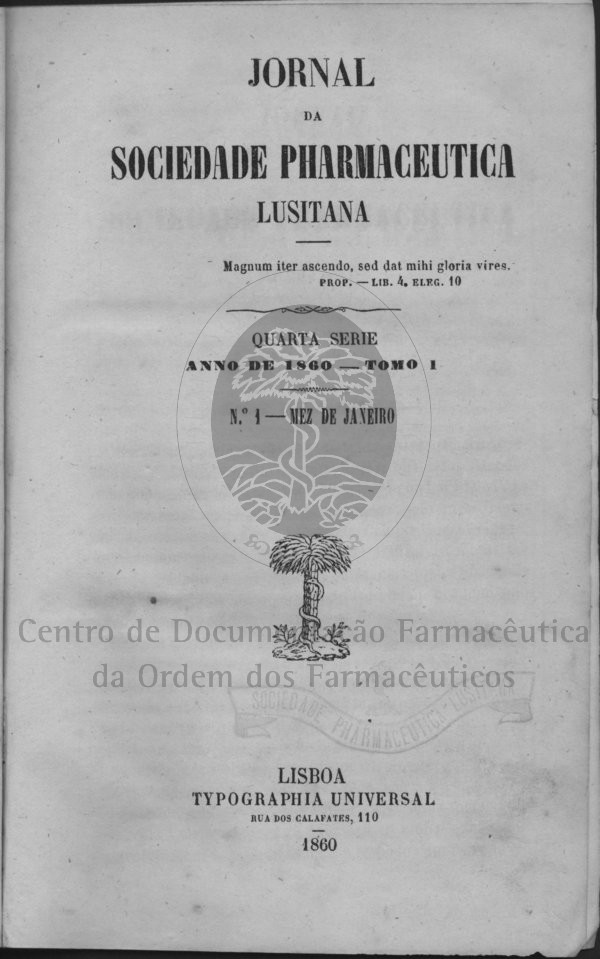 JORNAL
DA
SOCIEDADE PHARMACEUTICA
LUSITANA
Magnum iter ascendo, sed dat mihi gloria vires.
PROP. — LIB. 4, ELEG. 10
QUARTA SERIE
ANNO DE 1860 — TOMO I
N.º 1 — MEZ DE JANEIRO
Centro de Documentação Farmacêutica
da Ordem dos Farmacêuticos
SOCIEDADE PHARMACEUTICA LUSITANA
LISBOA
TYPOGRAPHIA UNIVERSAL
RUA DOS CALAFATES, 110
1860